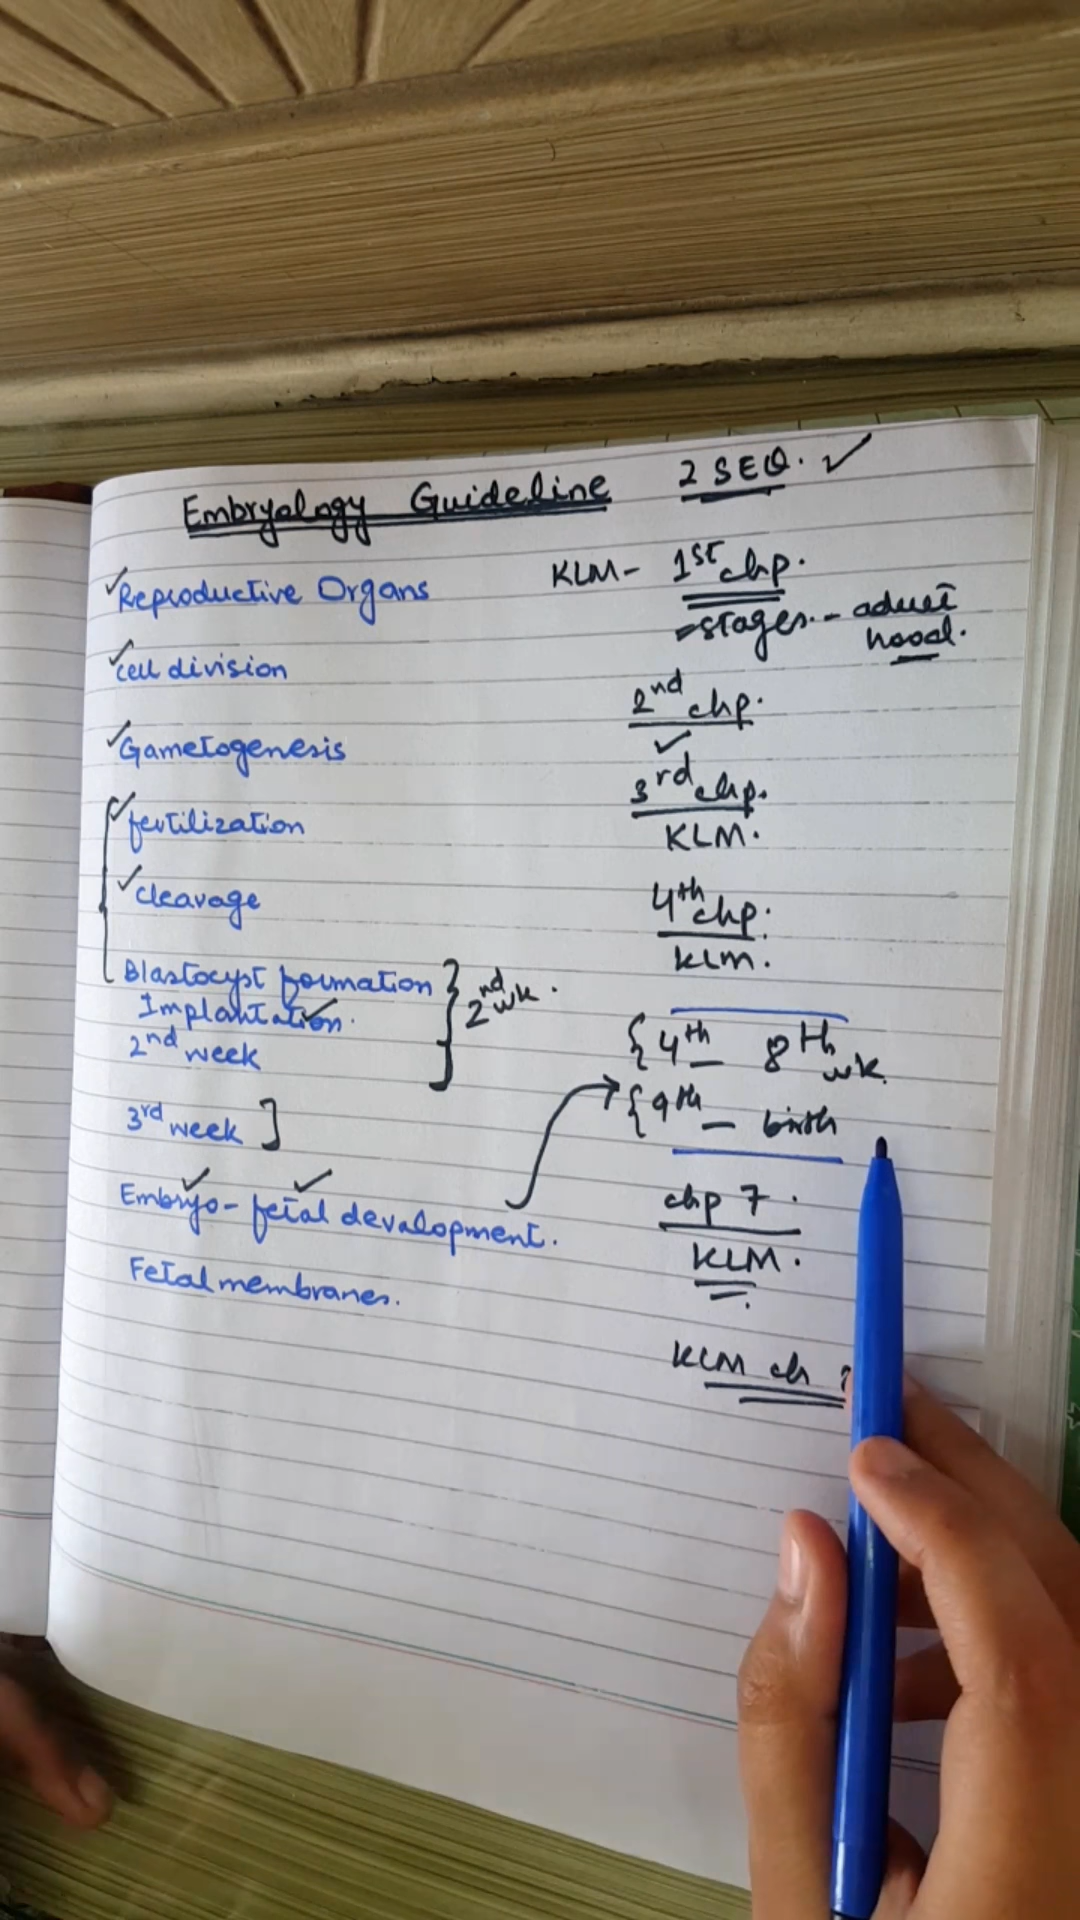 Embryology Guideline 2 SEQ.
Reproductive Organs
KLM - 1st chp.
stages. - adult
hood.
cell division
2nd chp.
Gametogenesis
3rd chp.
KLM.
fertilization
cleavage
4th chp.
KLM.
Blastocyst formation
Implantation.
2nd week
2nd wk.
4th — 8th wk.
9th — birth
3rd week
Embryo - fetal devalopment.
chp 7.
KLM.
Fetal membranes.
KLM ch